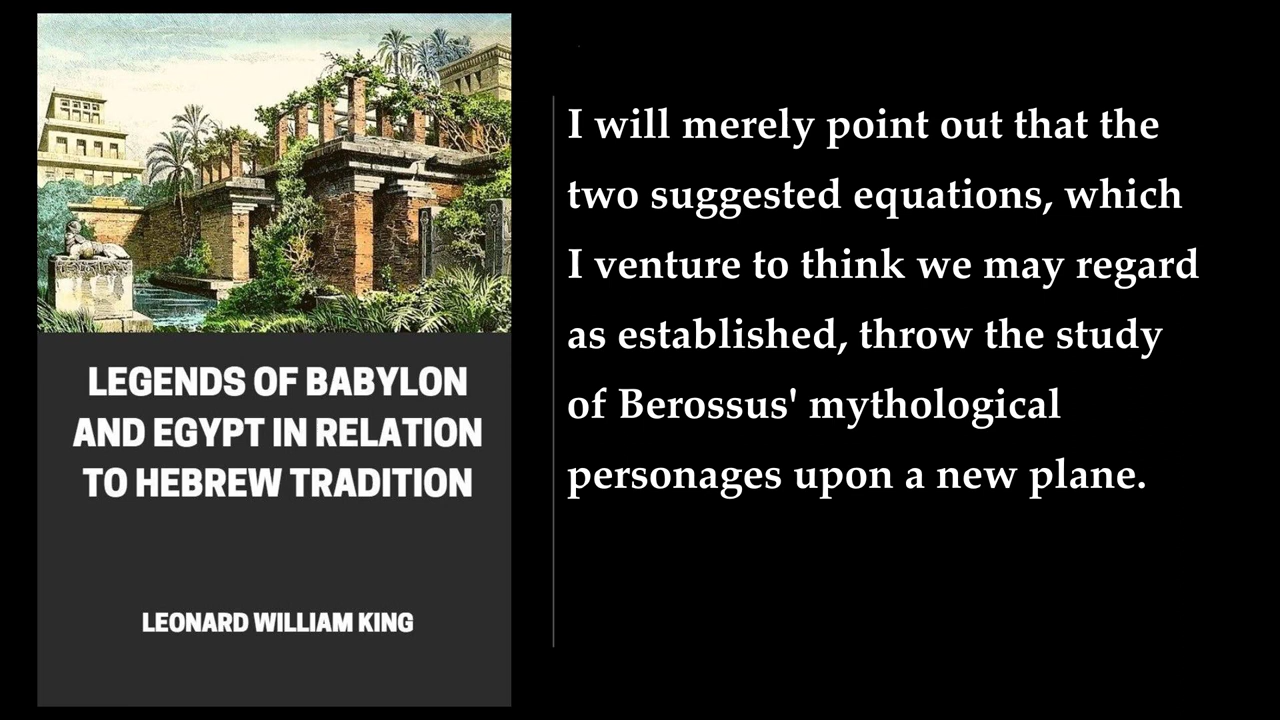 LEGENDS OF BABYLON
AND EGYPT IN RELATION
TO HEBREW TRADITION
LEONARD WILLIAM KING
I will merely point out that the
two suggested equations, which
I venture to think we may regard
as established, throw the study
of Berossus' mythological
personages upon a new plane.